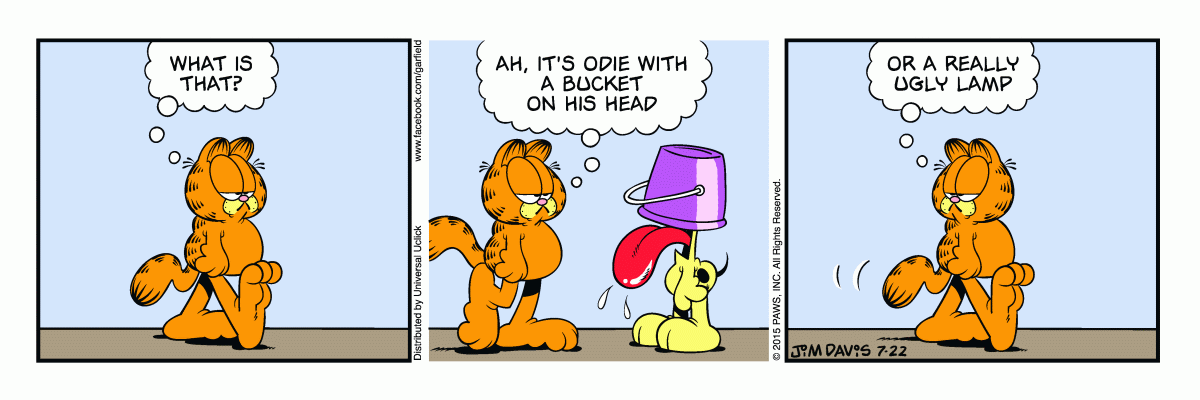 WHAT IS
THAT?
www.facebook.com/garfield
Distributed by Universal Uclick
AH, IT'S ODIE WITH
A BUCKET
ON HIS HEAD
© 2015 PAWS, INC. All Rights Reserved.
OR A REALLY
UGLY LAMP
JIM DAVIS 7-22